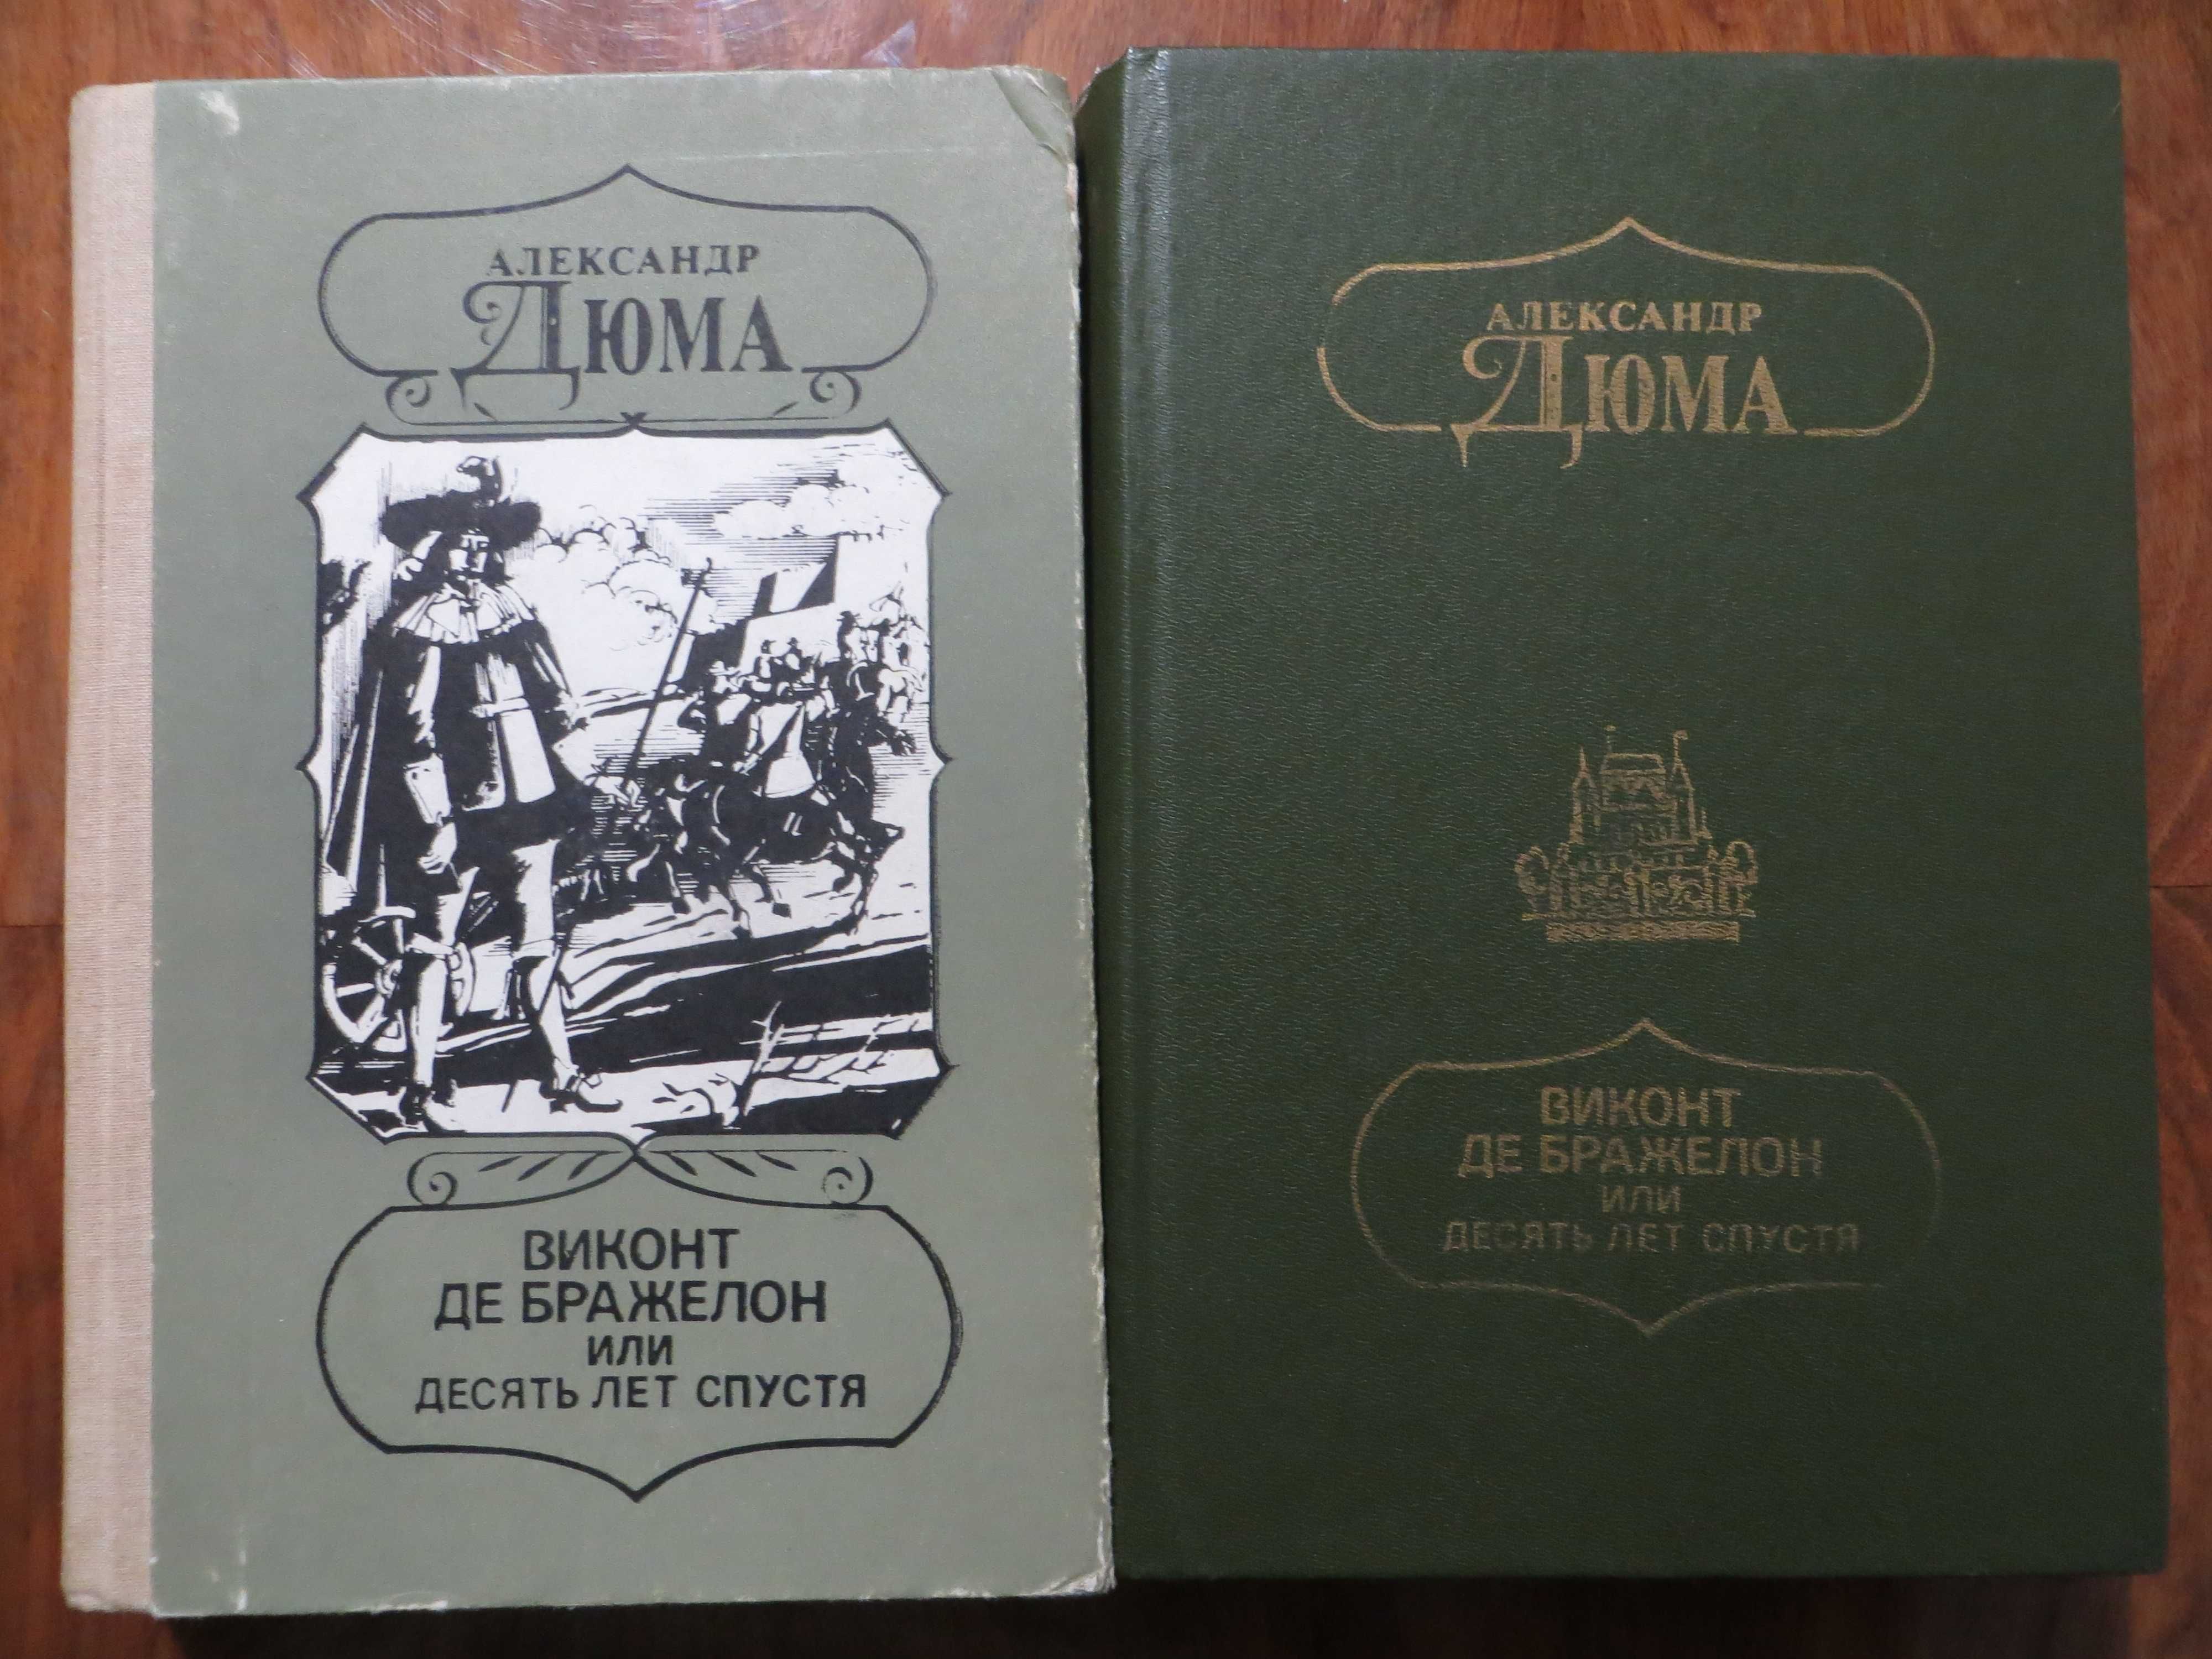 АЛЕКСАНДР
ДЮМА
ВИКОНТ
ДЕ БРАЖЕЛОН
ИЛИ
ДЕСЯТЬ ЛЕТ СПУСТЯ
АЛЕКСАНДР
ДЮМА
ВИКОНТ
ДЕ БРАЖЕЛОН
ИЛИ
ДЕСЯТЬ ЛЕТ СПУСТЯ